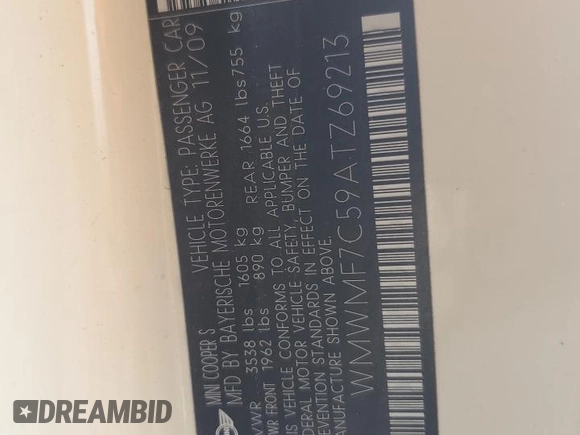 MINI COOPER S VEHICLE TYPE: PASSENGER CAR
MFD BY BAYERISCHE MOTORENWERKE AG 11/09
VWR 3538 lbs 1605 kg
WR FRONT 1962 lbs 890 kg REAR 1664 lbs 755 kg
IS VEHICLE CONFORMS TO ALL APPLICABLE U.S.
DERAL MOTOR VEHICLE SAFETY, BUMPER AND THEFT
EVENTION STANDARDS IN EFFECT ON THE DATE OF
NUFACTURE SHOWN ABOVE.
WMWMF7C59ATZ69213
DREAMBID